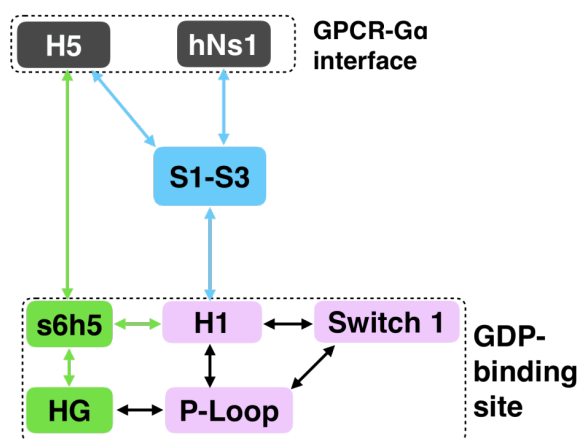 H5
hNs1
GPCR-Gα
interface
S1-S3
s6h5
H1
Switch 1
HG
P-Loop
GDP-
binding
site